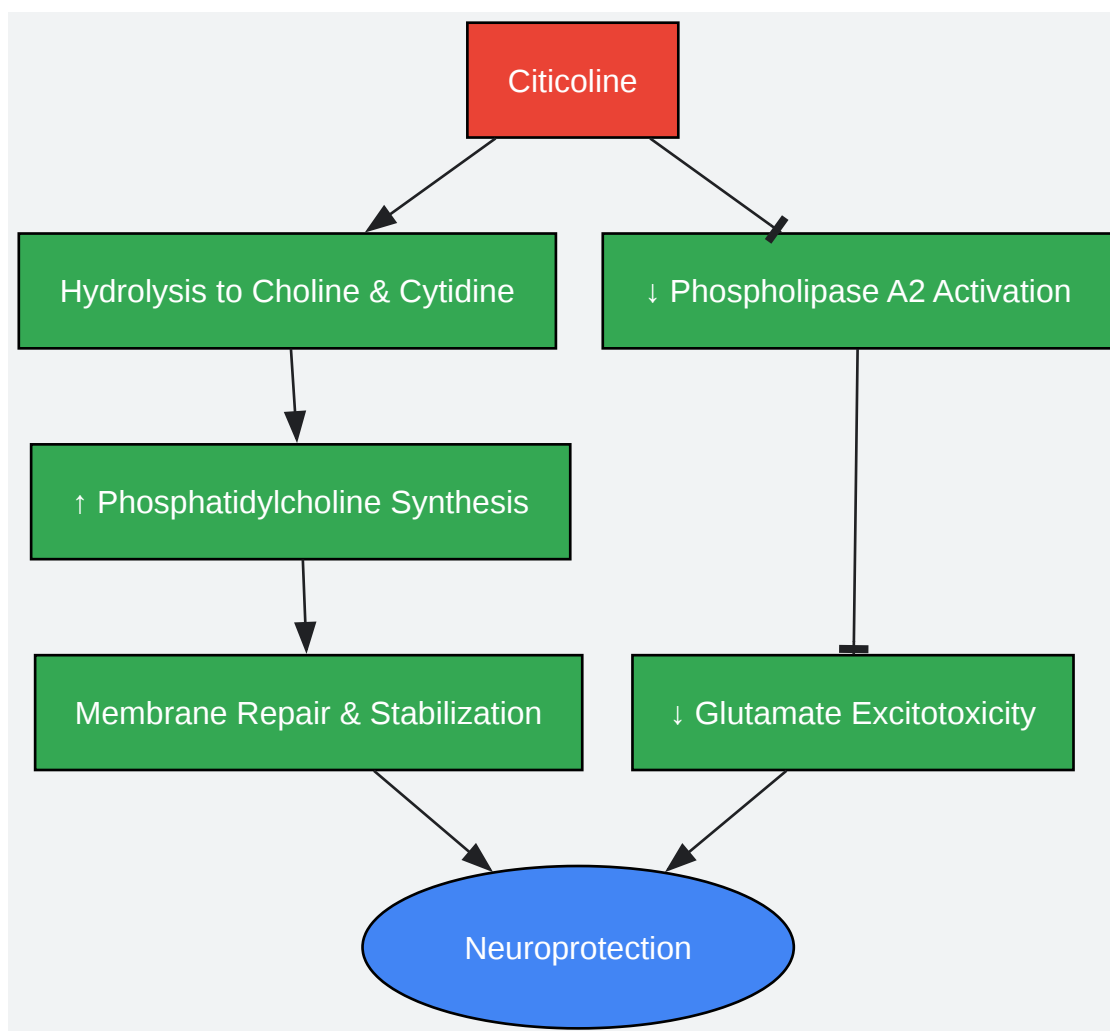 Citicoline
Hydrolysis to Choline & Cytidine
↓ Phospholipase A2 Activation
↑ Phosphatidylcholine Synthesis
Membrane Repair & Stabilization
↓ Glutamate Excitotoxicity
Neuroprotection